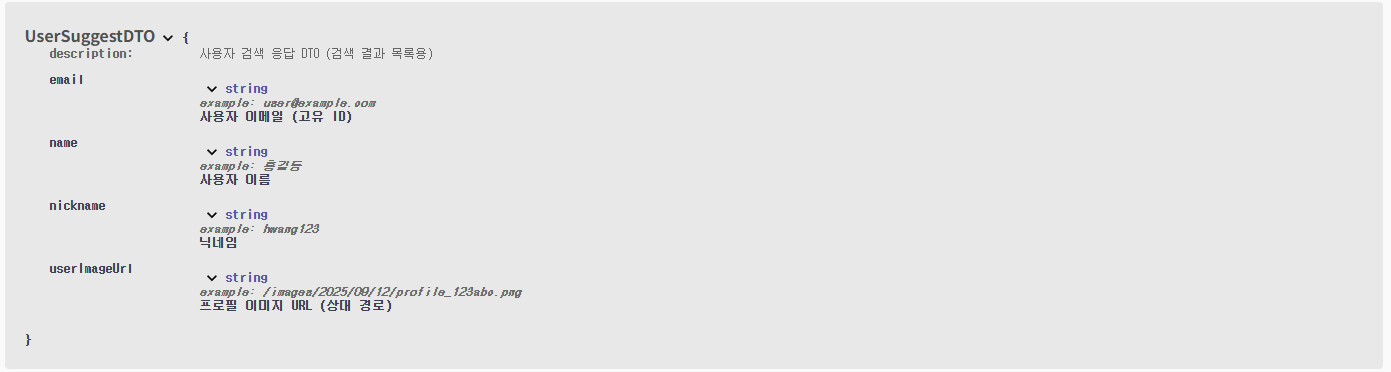 UserSuggestDTO {
description: 사용자 검색 응답 DTO (검색 결과 목록용)
email
string
example: user@example.com
사용자 이메일 (고유 ID)
name
string
example: 홍길동
사용자 이름
nickname
string
example: hwang123
닉네임
userImageUrl
string
example: /images/2025/09/12/profile_123abc.png
프로필 이미지 URL (상대 경로)
}